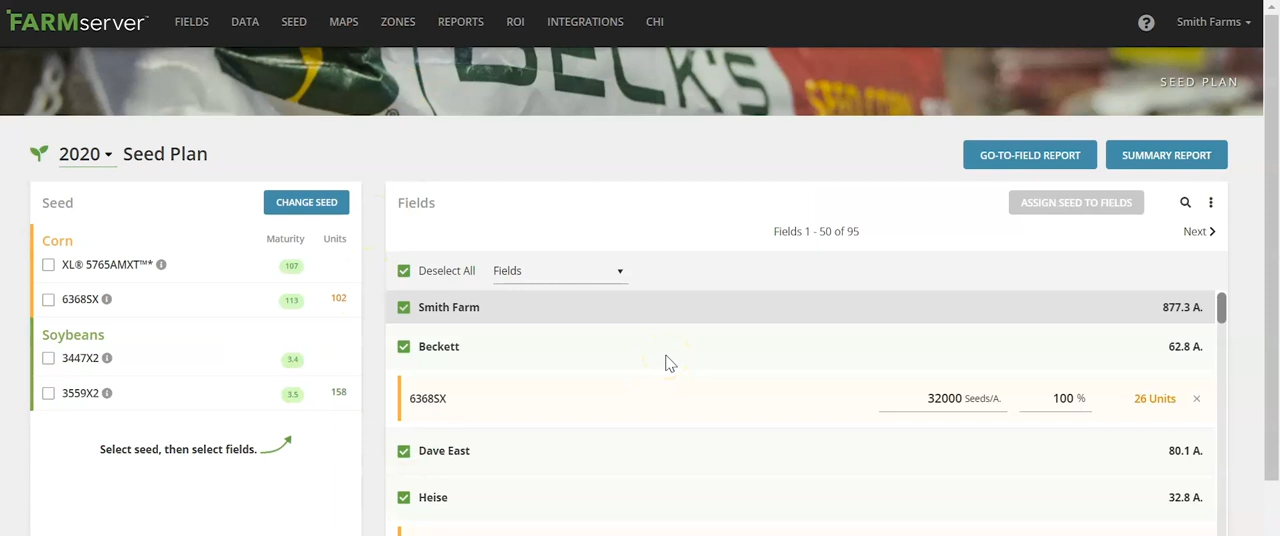 FARMserver™ FIELDS DATA SEED MAPS ZONES REPORTS ROI INTEGRATIONS CHI ? Smith Farms
BECK'S
SEED CORN
SEED PLAN
2020 Seed Plan GO-TO-FIELD REPORT SUMMARY REPORT
Seed CHANGE SEED
Corn Maturity Units
XL® 5765AMXT™* 107
6368SX 113 102
Soybeans
3447X2 3.4
3559X2 3.5 158
Select seed, then select fields.
Fields ASSIGN SEED TO FIELDS
Fields 1 - 50 of 95 Next
Deselect All Fields
Smith Farm 877.3 A.
Beckett 62.8 A.
6368SX 32000 Seeds/A. 100 % 26 Units ×
Dave East 80.1 A.
Heise 32.8 A.